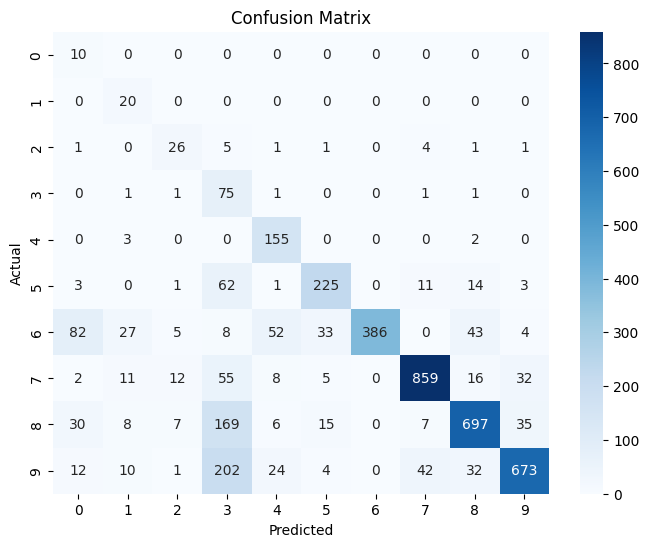 Confusion Matrix
0 10 0 0 0 0 0 0 0 0 0
1 0 20 0 0 0 0 0 0 0 0
2 1 0 26 5 1 1 0 4 1 1
3 0 1 1 75 1 0 0 1 1 0
4 0 3 0 0 155 0 0 0 2 0
5 3 0 1 62 1 225 0 11 14 3
6 82 27 5 8 52 33 386 0 43 4
7 2 11 12 55 8 5 0 859 16 32
8 30 8 7 169 6 15 0 7 697 35
9 12 10 1 202 24 4 0 42 32 673
0 1 2 3 4 5 6 7 8 9
Actual
Predicted
800
700
600
500
400
300
200
100
0